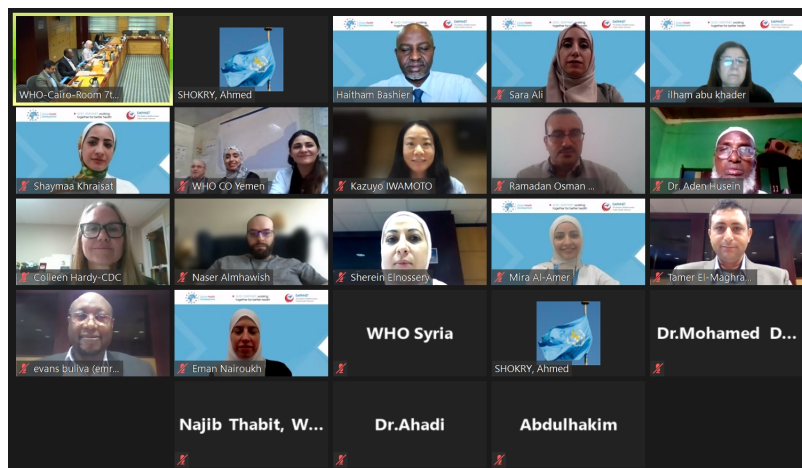 WHO-Cairo-Room 7t...
SHOKRY, Ahmed
Haitham Bashier
Sara Ali
ilham abu khader
Shaymaa Khraisat
WHO CO Yemen
Kazuyo IWAMOTO
Ramadan Osman ...
Dr. Aden Husein
Colleen Hardy-CDC
Naser Almhawish
Sherein Elnossery
Mira Al-Amer
Tamer El-Maghra...
evans buliva (emr...
Eman Nairoukh
WHO Syria
SHOKRY, Ahmed
Dr.Mohamed D...
Najib Thabit, W...
Dr.Ahadi
Abdulhakim